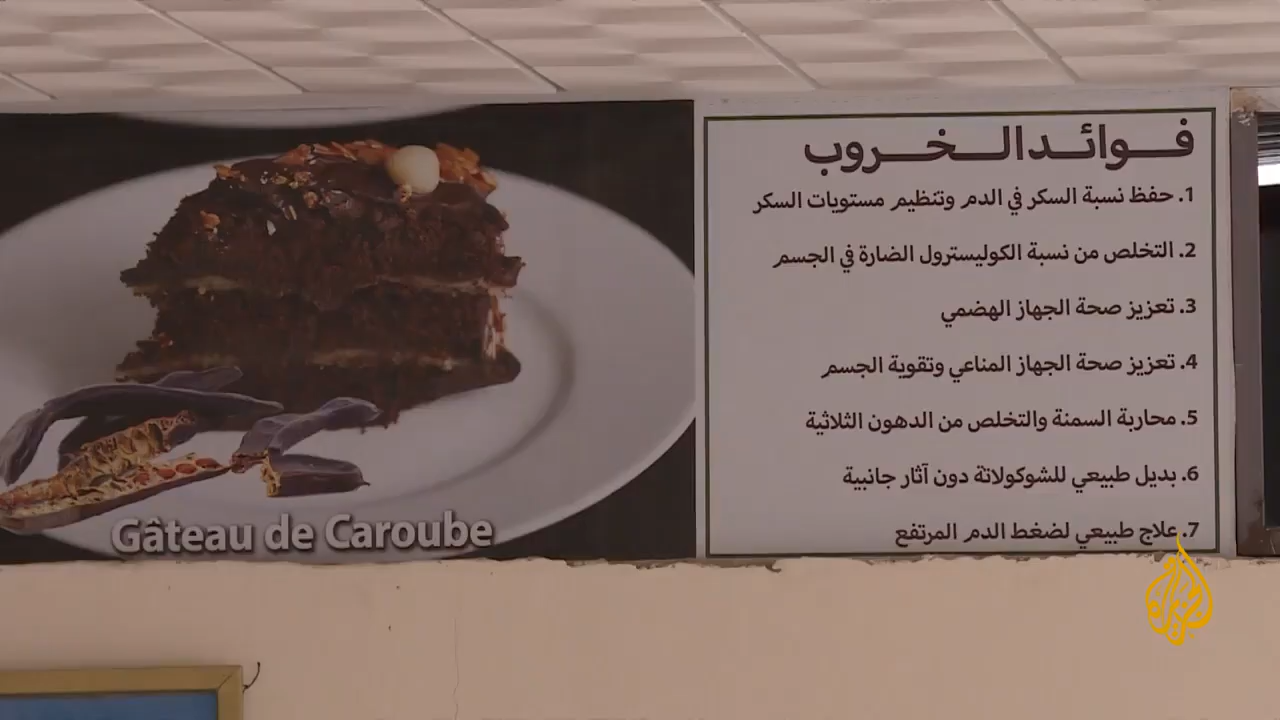 فوائد الخروب
1. حفظ نسبة السكر في الدم وتنظيم مستويات السكر
2. التخلص من نسبة الكوليسترول الضارة في الجسم
3. تعزيز صحة الجهاز الهضمي
4. تعزيز صحة الجهاز المناعي وتقوية الجسم
5. محاربة السمنة والتخلص من الدهون الثلاثية
6. بديل طبيعي للشوكولاتة دون آثار جانبية
7. علاج طبيعي لضغط الدم المرتفع
Gâteau de Caroube
الجزيرة